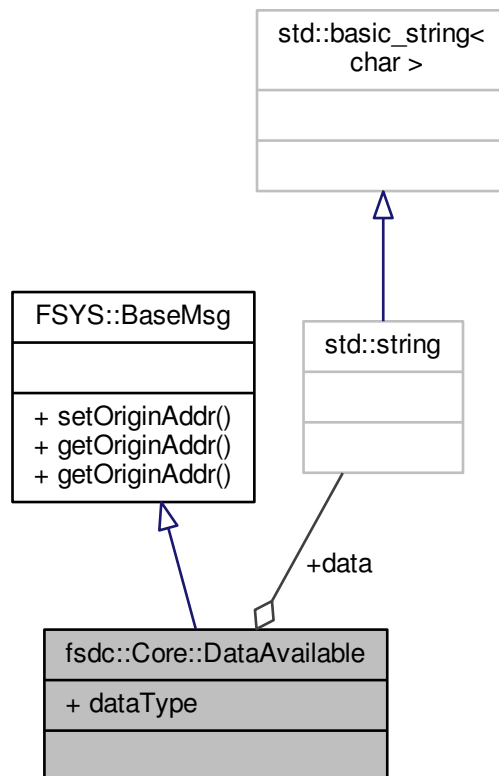 std::basic_string<
char >
FSYS::BaseMsg
+ setOriginAddr()
+ getOriginAddr()
+ getOriginAddr()
std::string
+data
fsdc::Core::DataAvailable
+ dataType